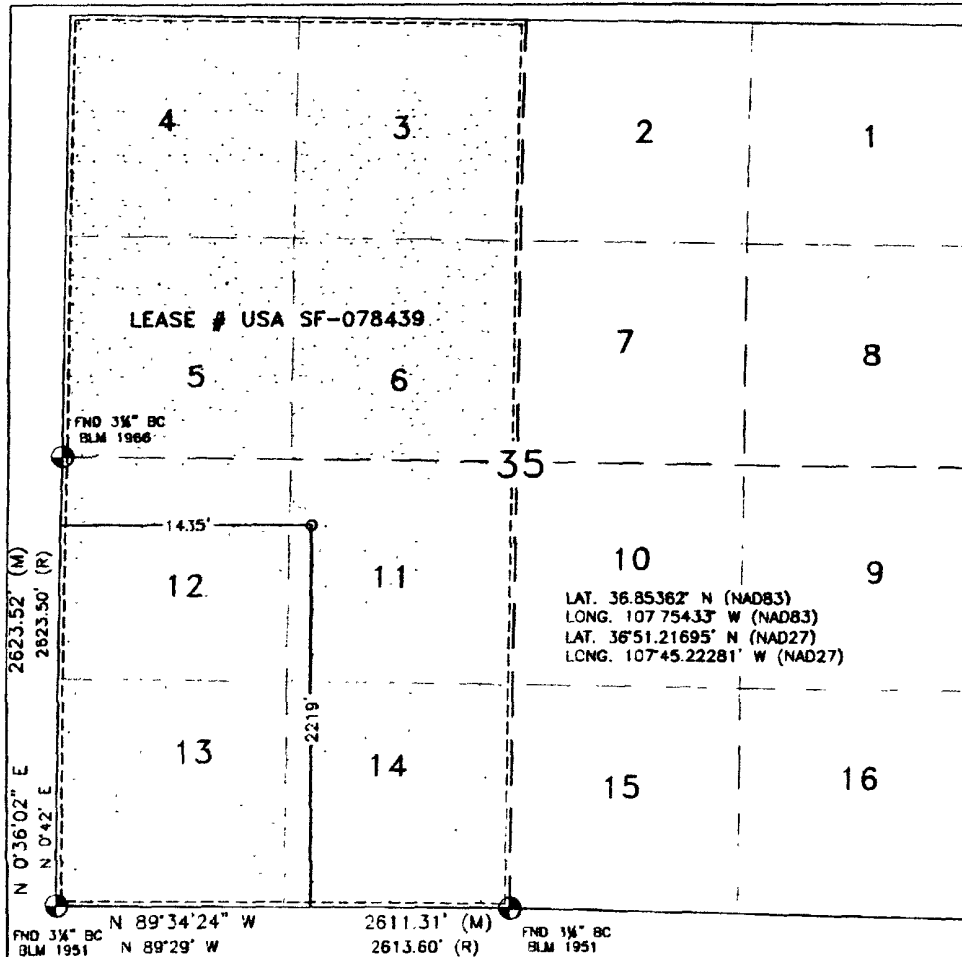 4 3 2 1
LEASE # USA SF-078439
5 6 7 8
FND 3¼" BC
BLM 1966
35
1435'
12 11 10 9
LAT. 36.85362° N (NAD83)
LONG. 107.75433° W (NAD83)
LAT. 36°51.21695' N (NAD27)
LONG. 107°45.22281' W (NAD27)
2219'
13 14 15 16
N 0°36'02" E 2623.52' (M)
N 0°42' E 2623.50' (R)
N 89°34'24" W 2611.31' (M)
N 89°29' W 2613.60' (R)
FND 3¼" BC
BLM 1951
FND 3¼" BC
BLM 1951